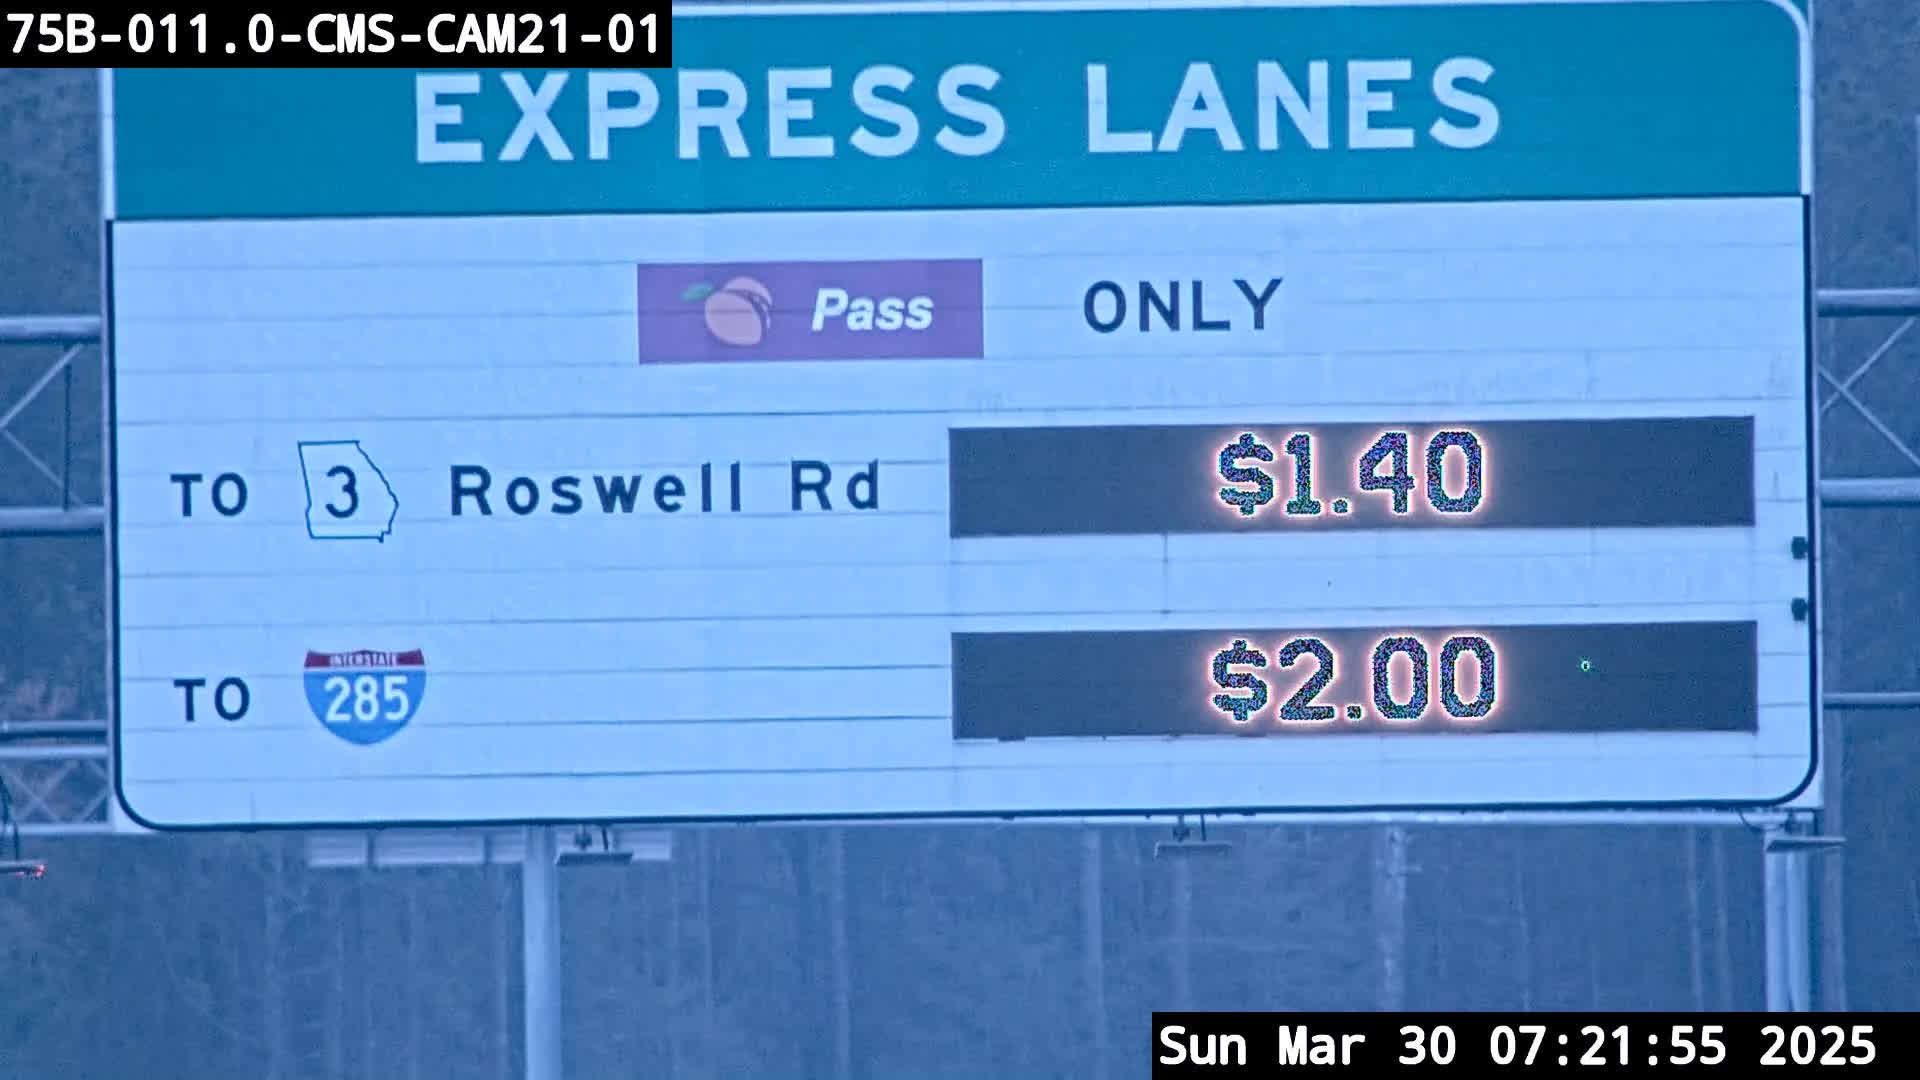 75B-011.0-CMS-CAM21-01
EXPRESS LANES
Pass ONLY
TO 3 Roswell Rd $1.40
TO INTERSTATE 285 $2.00
Sun Mar 30 07:21:55 2025